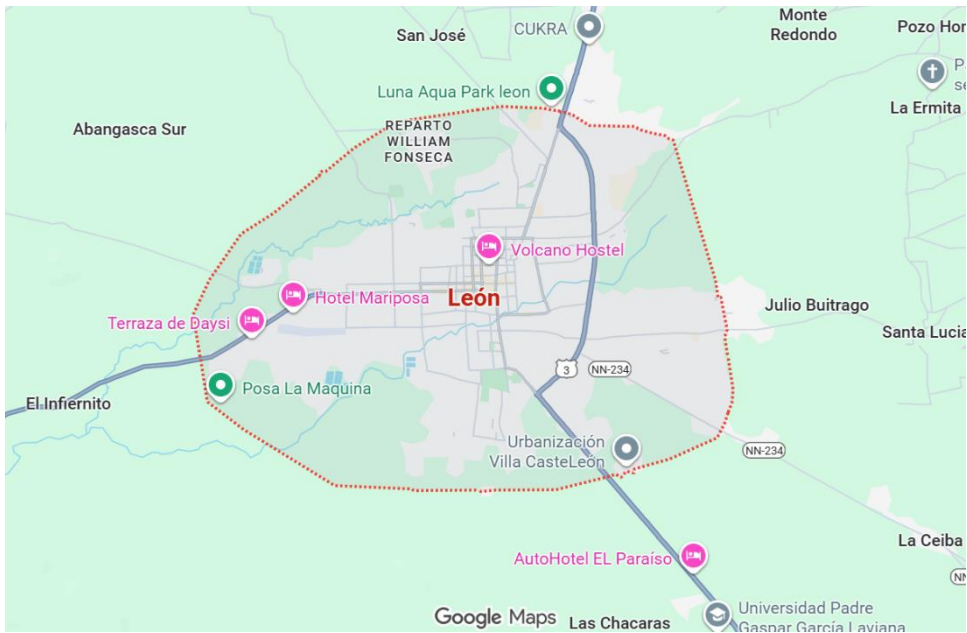 Monte
Redondo
San José
CUKRA
Pozo Hor
Luna Aqua Park leon
La Ermita
Abangasca Sur
REPARTO
WILLIAM
FONSECA
Volcano Hostel
Hotel Mariposa
León
Julio Buitrago
Terraza de Daysi
Santa Lucia
3
NN-234
Posa La Maquina
El Infiernito
Urbanización
Villa CasteLeón
NN-234
La Ceiba
AutoHotel EL Paraíso
Google Maps
Las Chacaras
Universidad Padre
Gaspar García Laviana